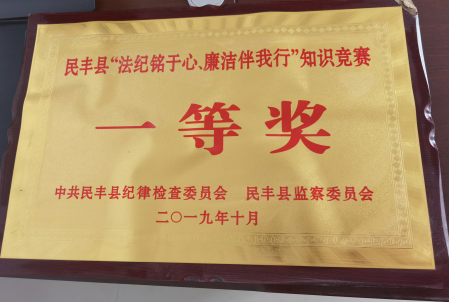 民丰县“法纪铭于心、廉洁伴我行”知识竞赛
一等奖
中共民丰县纪律检查委员会 民丰县监察委员会
二〇一九年十月